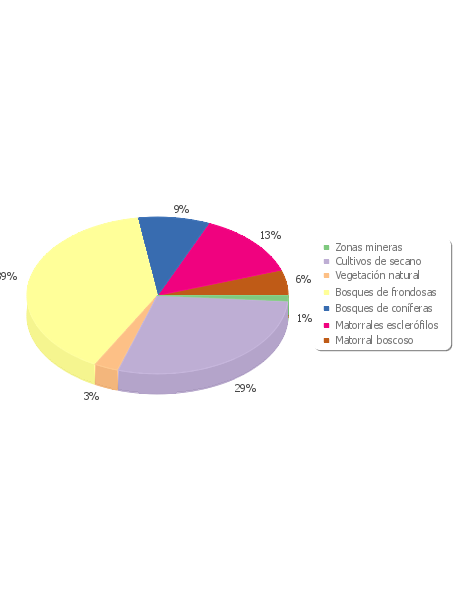 9%
13%
6%
1%
29%
3%
39%
Zonas mineras
Cultivos de secano
Vegetación natural
Bosques de frondosas
Bosques de coníferas
Matorrales esclerófilos
Matorral boscoso